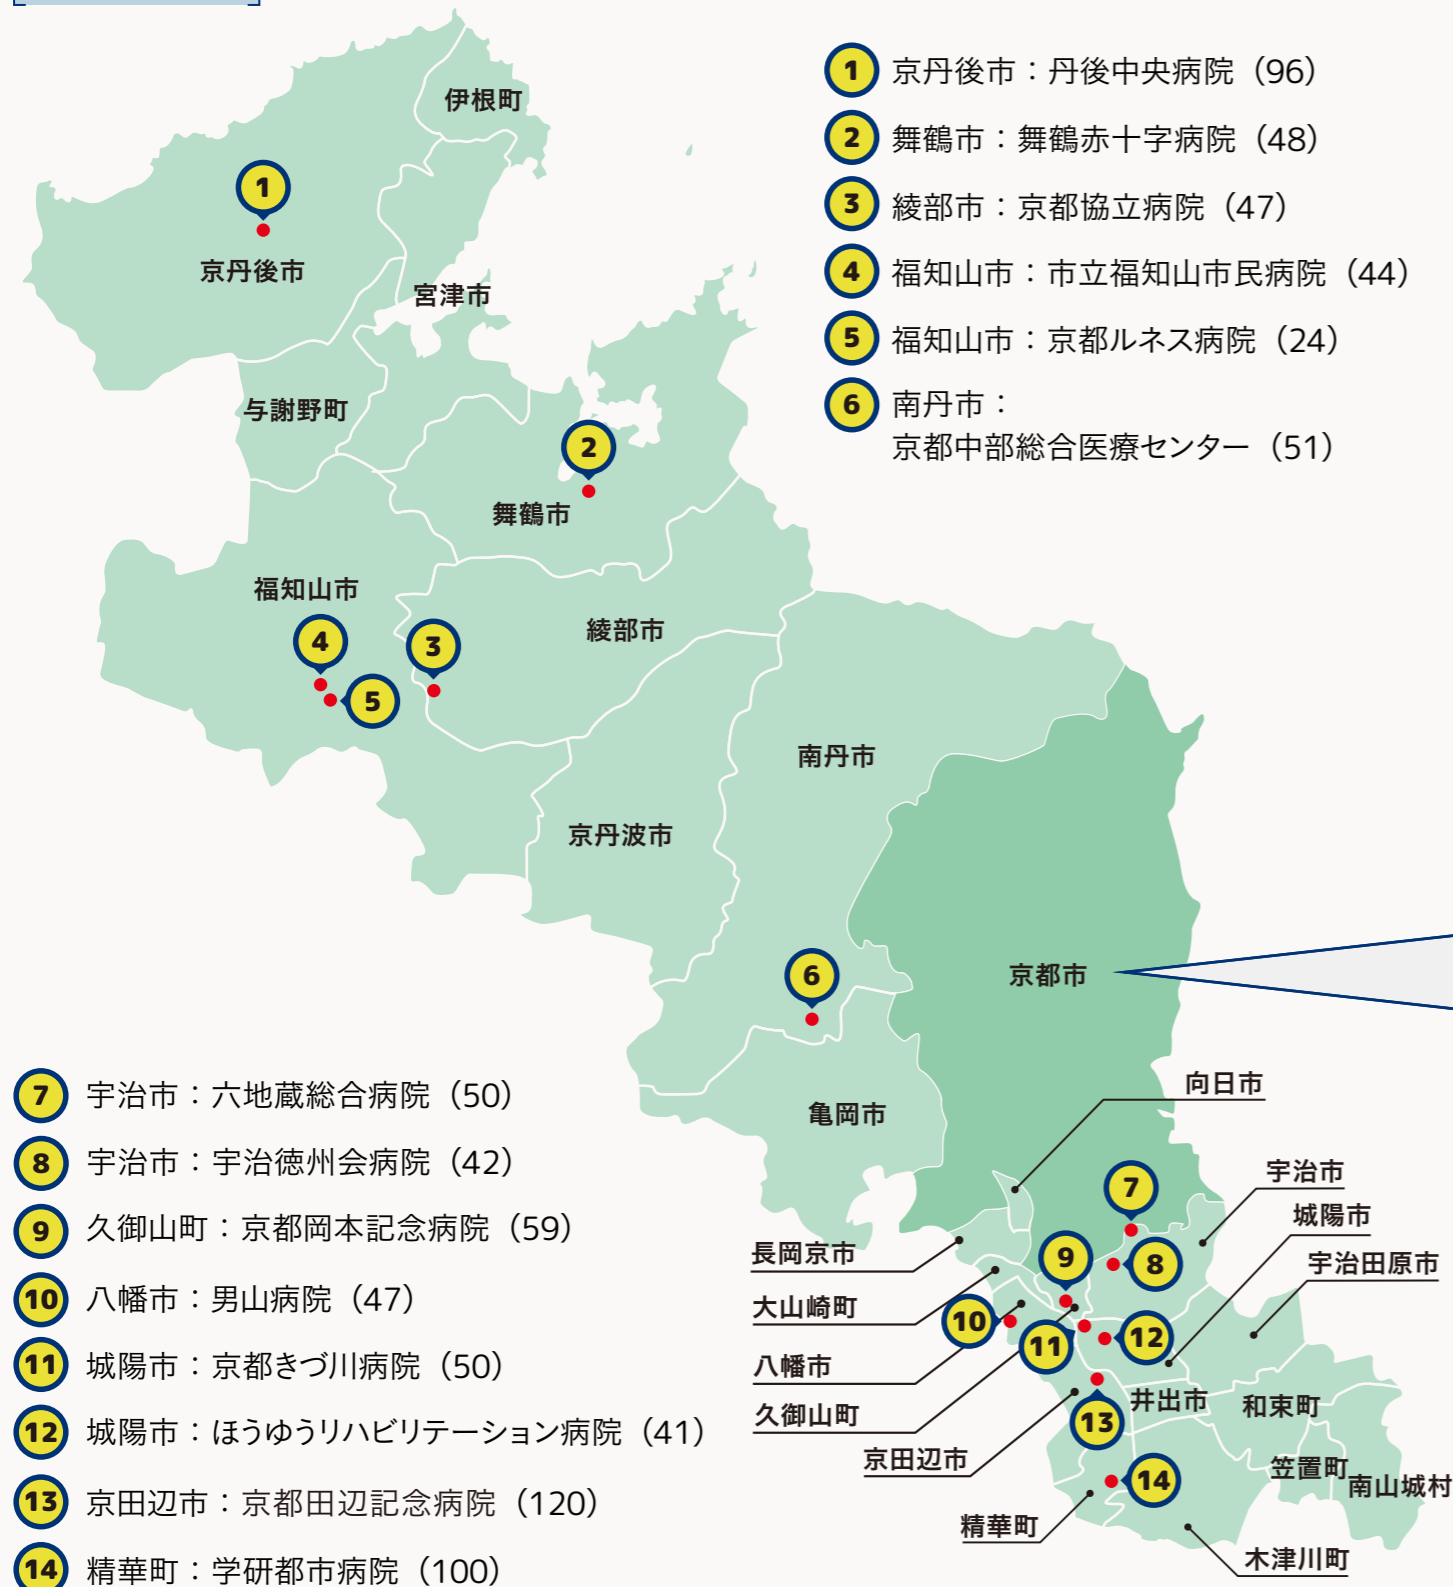 1 京丹後市：丹後中央病院（96）
2 舞鶴市：舞鶴赤十字病院（48）
3 綾部市：京都協立病院（47）
4 福知山市：市立福知山市民病院（44）
5 福知山市：京都ルネス病院（24）
6 南丹市：
京都中部総合医療センター（51）
伊根町
1
京丹後市
宮津市
与謝野町
2
舞鶴市
福知山市
4
3
綾部市
5
南丹市
京丹波市
6
京都市
亀岡市
向日市
7
宇治市
城陽市
長岡京市
9
8
宇治田原市
大山崎町
10
11
12
八幡市
井出市
和束町
久御山町
13
京田辺市
笠置町
南山城村
14
精華町
木津川町
7 宇治市：六地蔵総合病院（50）
8 宇治市：宇治徳州会病院（42）
9 久御山町：京都岡本記念病院（59）
10 八幡市：男山病院（47）
11 城陽市：京都きづ川病院（50）
12 城陽市：ほうゆうリハビリテーション病院（41）
13 京田辺市：京都田辺記念病院（120）
14 精華町：学研都市病院（100）